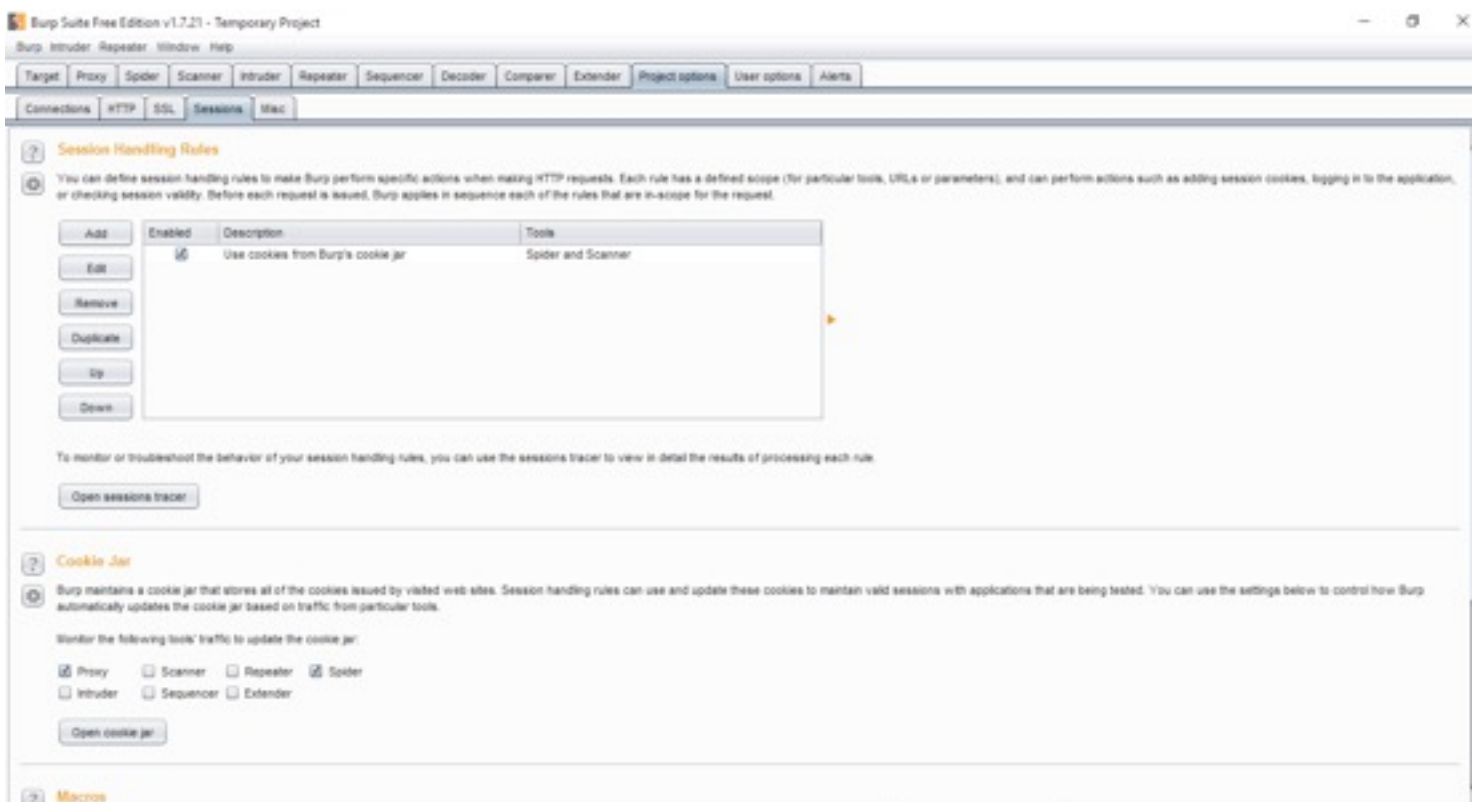 Burp Suite Free Edition v1.7.21 - Temporary Project
Burp Intruder Repeater Window Help
Target Proxy Spider Scanner Intruder Repeater Sequencer Decoder Comparer Extender Project options User options Alerts
Connections HTTP SSL Sessions Misc
? Session Handling Rules
You can define session handling rules to make Burp perform specific actions when making HTTP requests. Each rule has a defined scope (for particular tools, URLs or parameters), and can perform actions such as adding session cookies, logging in to the application,
or checking session validity. Before each request is issued, Burp applies in sequence each of the rules that are in-scope for the request.
Add Enabled Description Tools
Use cookies from Burp's cookie jar Spider and Scanner
Edit
Remove
Duplicate
Up
Down
To monitor or troubleshoot the behavior of your session handling rules, you can use the sessions tracer to view in detail the results of processing each rule.
Open sessions tracer
? Cookie Jar
Burp maintains a cookie jar that stores all of the cookies issued by visited web sites. Session handling rules can use and update these cookies to maintain valid sessions with applications that are being tested. You can use the settings below to control how Burp
automatically updates the cookie jar based on traffic from particular tools.
Monitor the following tools' traffic to update the cookie jar:
Proxy Scanner Repeater Spider
Intruder Sequencer Extender
Open cookie jar
? Macros